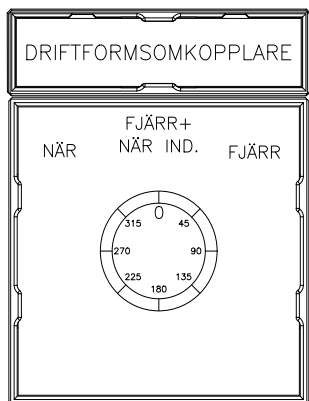 DRIFTFORMSOMKOPPLARE
FJÄRR+
NÄR NÄR IND. FJÄRR
0
315 45
270 90
225 135
180